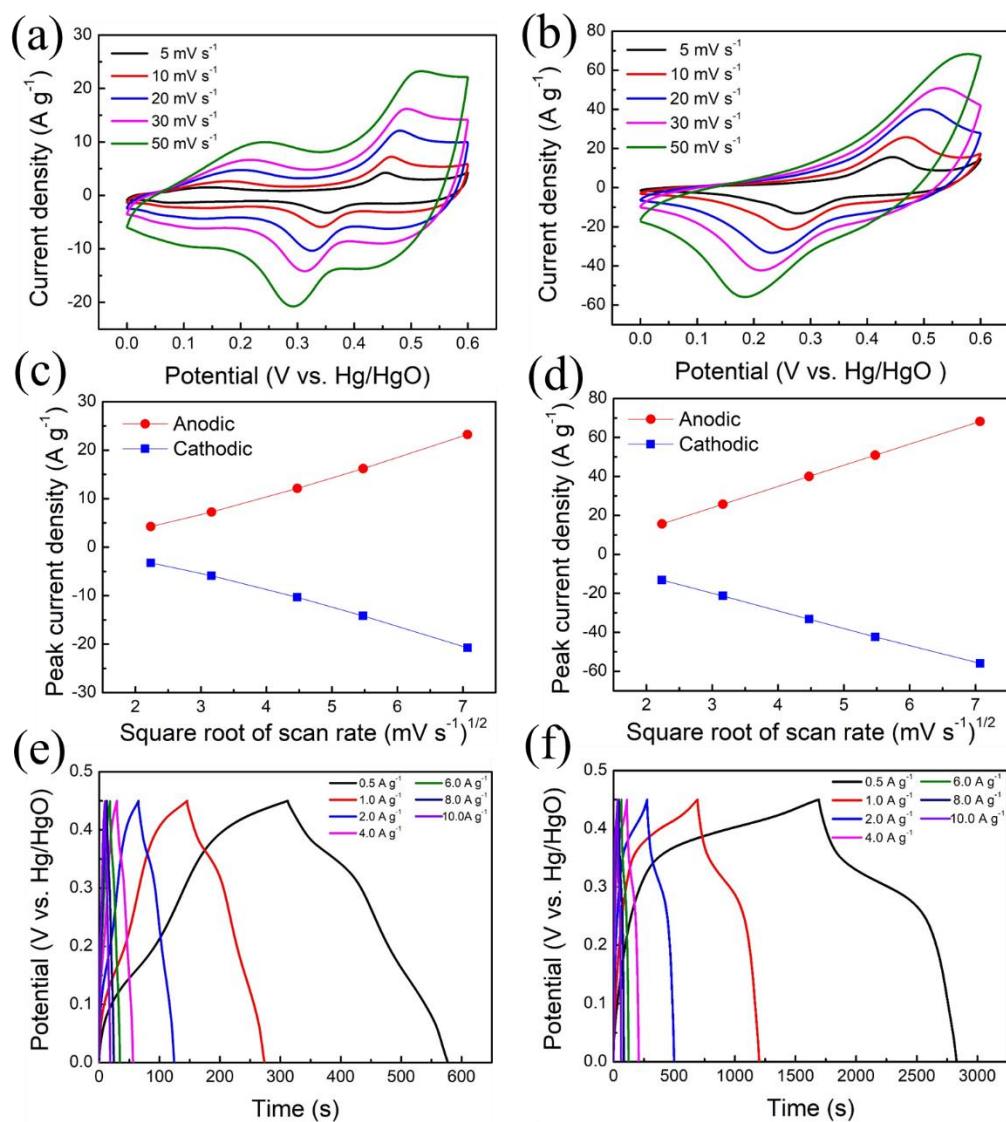 (a)
30
20
10
0
-10
-20
Current density (A g⁻¹)
5 mV s⁻¹
10 mV s⁻¹
20 mV s⁻¹
30 mV s⁻¹
50 mV s⁻¹
0.0 0.1 0.2 0.3 0.4 0.5 0.6
Potential (V vs. Hg/HgO)
(b)
80
60
40
20
0
-20
-40
-60
Current density (A g⁻¹)
5 mV s⁻¹
10 mV s⁻¹
20 mV s⁻¹
30 mV s⁻¹
50 mV s⁻¹
0.0 0.1 0.2 0.3 0.4 0.5 0.6
Potential (V vs. Hg/HgO )
(c)
30
20
10
0
-10
-20
-30
Peak current density (A g⁻¹)
Anodic
Cathodic
2 3 4 5 6 7
Square root of scan rate (mV s⁻¹)¹/²
(d)
80
60
40
20
0
-20
-40
-60
Peak current density (A g⁻¹)
Anodic
Cathodic
2 3 4 5 6 7
Square root of scan rate (mV s⁻¹)¹/²
(e)
0.5
0.4
0.3
0.2
0.1
0.0
Potential (V vs. Hg/HgO)
0.5 A g⁻¹ 6.0 A g⁻¹
1.0 A g⁻¹ 8.0 A g⁻¹
2.0 A g⁻¹ 10.0A g⁻¹
4.0 A g⁻¹
0 100 200 300 400 500 600
Time (s)
(f)
0.5
0.4
0.3
0.2
0.1
0.0
Potential (V vs. Hg/HgO)
0.5 A g⁻¹ 6.0 A g⁻¹
1.0 A g⁻¹ 8.0 A g⁻¹
2.0 A g⁻¹ 10.0A g⁻¹
4.0 A g⁻¹
0 500 1000 1500 2000 2500 3000
Time (s)